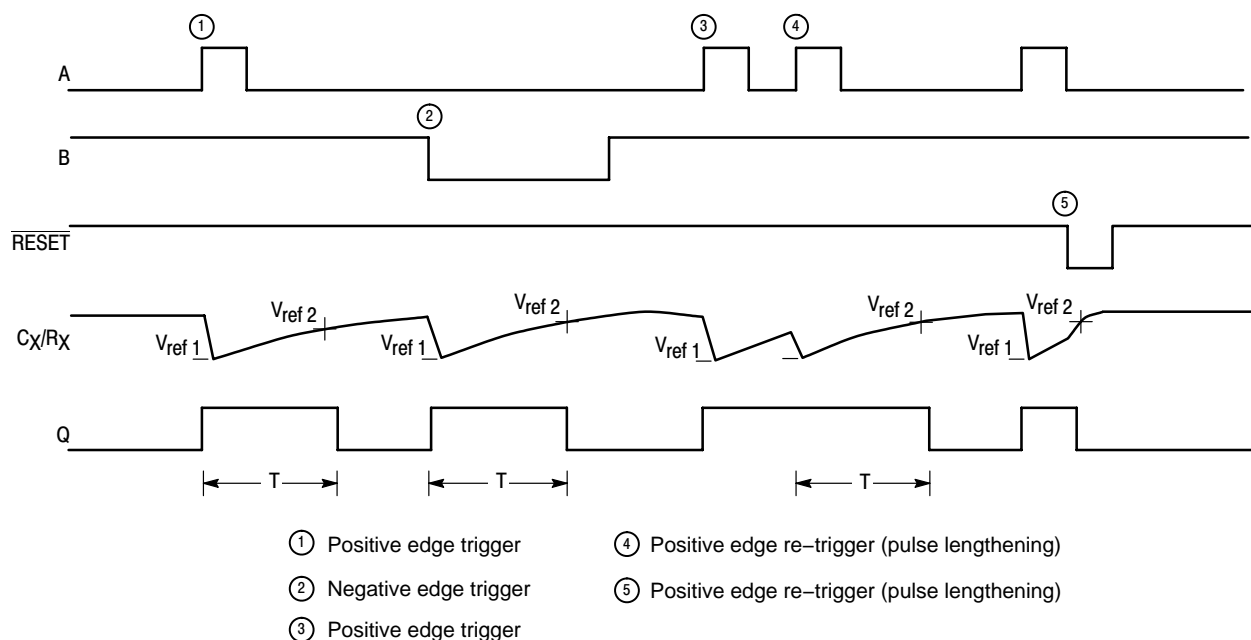 1 3 4
A
2
B
5
RESET
Vref 2 Vref 2 Vref 2 Vref 2
CX/RX
Vref 1 Vref 1 Vref 1 Vref 1
Q
T T T
1 Positive edge trigger
2 Negative edge trigger
3 Positive edge trigger
4 Positive edge re−trigger (pulse lengthening)
5 Positive edge re−trigger (pulse lengthening)